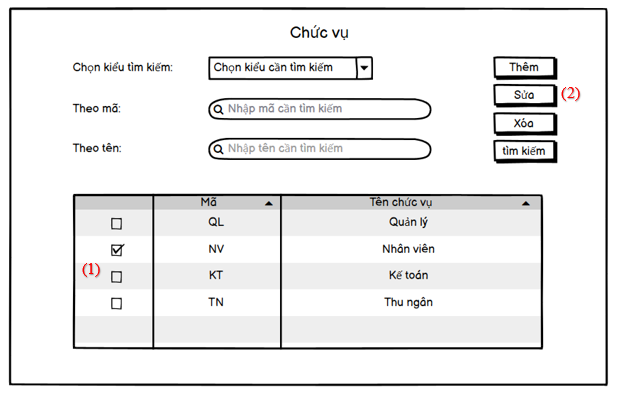 Chức vụ
Chọn kiểu tìm kiếm: Chọn kiểu cần tìm kiếm Thêm
Sửa (2)
Theo mã: Nhập mã cần tìm kiếm
Xóa
Theo tên: Nhập tên cần tìm kiếm tìm kiếm
Mã Tên chức vụ
QL Quản lý
NV Nhân viên
(1) KT Kế toán
TN Thu ngân